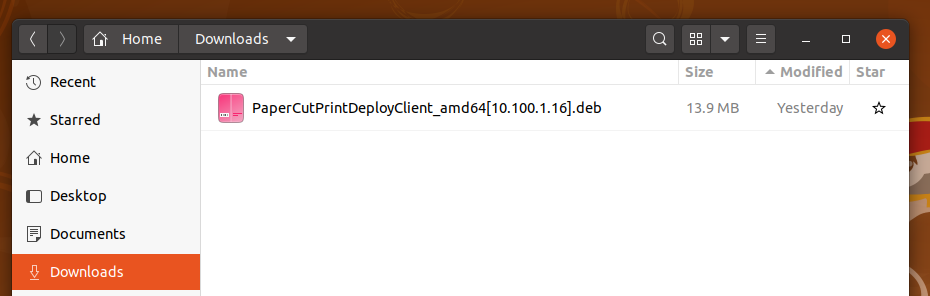 Home Downloads
Recent
Starred
Home
Desktop
Documents
Downloads
Name Size Modified Star
PaperCutPrintDeployClient_amd64[10.100.1.16].deb 13.9 MB Yesterday